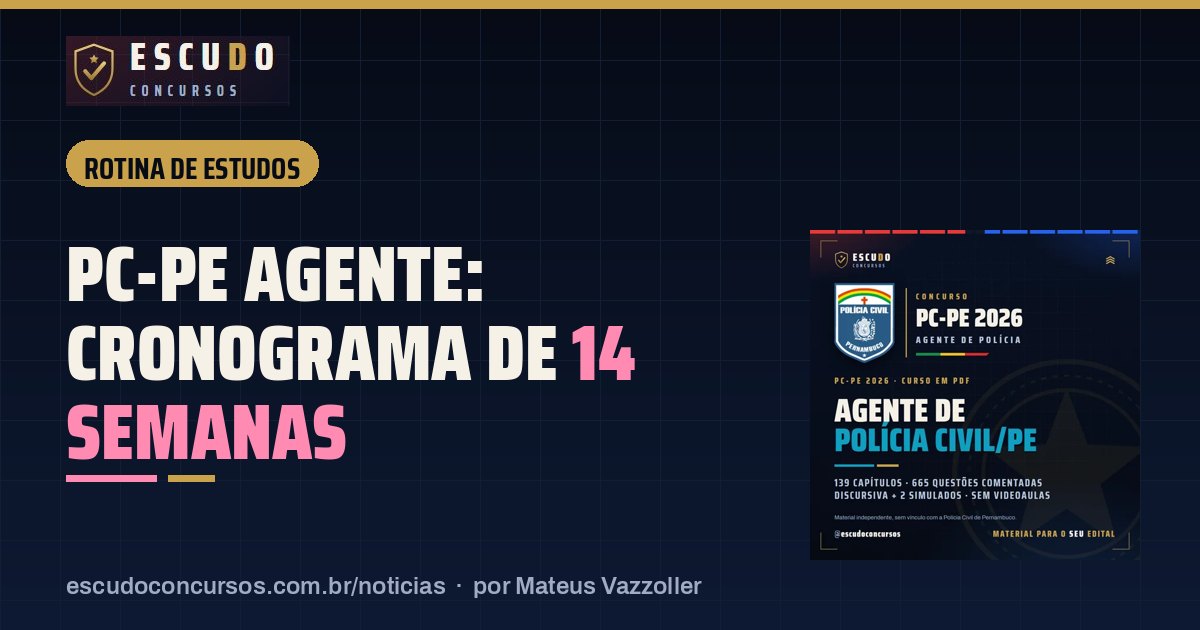 ESCUDO
CONCURSOS
ROTINA DE ESTUDOS
PC-PE AGENTE:
CRONOGRAMA DE 14
SEMANAS
escudoconcursos.com.br/noticias · por Mateus Vazzoller
ESCUDO
CONCURSOS
POLÍCIA CIVIL
PERNAMBUCO
CONCURSO
PC-PE 2026
AGENTE DE POLÍCIA
PC-PE 2026 · CURSO EM PDF
AGENTE DE
POLÍCIA CIVIL/PE
139 CAPÍTULOS · 665 QUESTÕES COMENTADAS
DISCURSIVA + 2 SIMULADOS · SEM VIDEOAULAS
Material independente, sem vínculo com a Polícia Civil de Pernambuco.
@escudoconcursos
MATERIAL PARA O SEU EDITAL